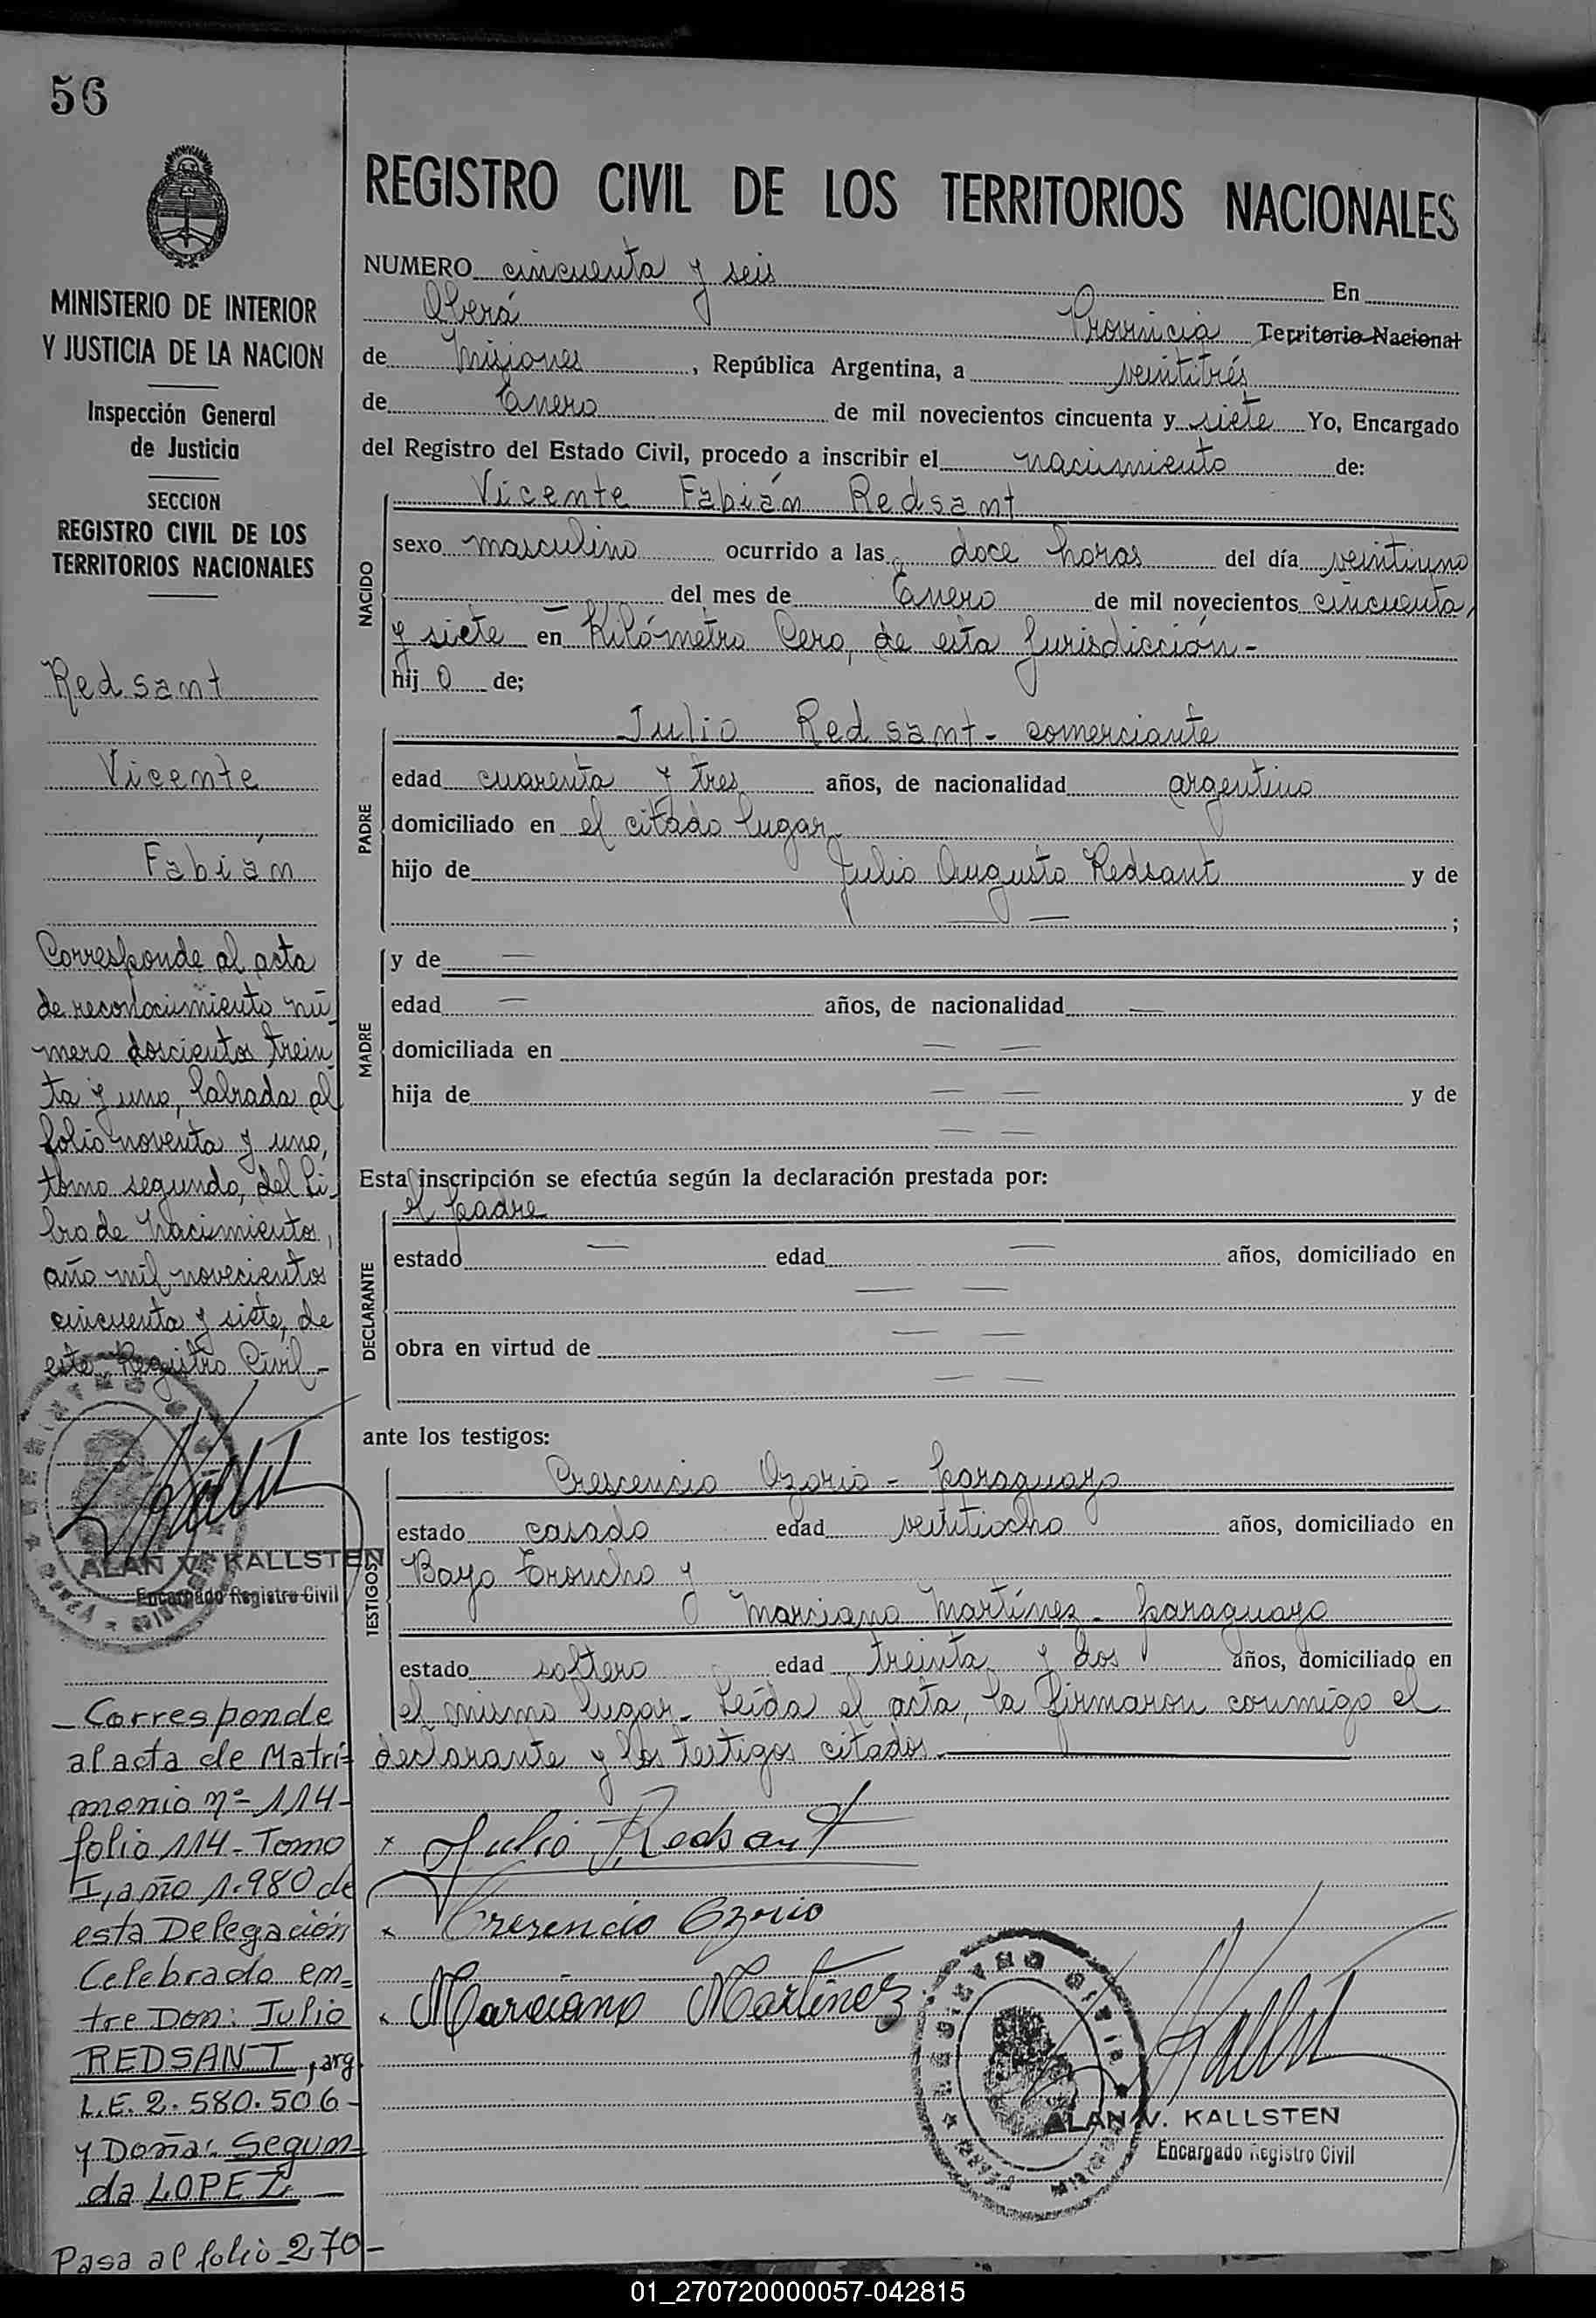 56
MINISTERIO DE INTERIOR
Y JUSTICIA DE LA NACION
Inspección General
de Justicia
SECCION
REGISTRO CIVIL DE LOS
TERRITORIOS NACIONALES
Redsant
Vicente
Fabián
Corresponde al acta
de reconocimiento nú-
mero doscientos trein-
ta y uno, labrada al
folio noventa y uno,
tomo segundo, del Li-
bro de Nacimientos,
año mil novecientos
cincuenta y siete, de
este Registro Civil-
ALAN V. KALLSTEN
Encargado Registro Civil
- Corresponde
al acta de Matri-
monio nº 114-
folio 114- Tomo
I, año 1.980 de
esta Delegación
Celebrado en-
tre Don: Julio
REDSANT, arg.
L.E. 2.580.506-
y Doña: Segun-
da LOPEZ -
Pasa al folio 270-
REGISTRO CIVIL DE LOS TERRITORIOS NACIONALES
NUMERO cincuenta y seis En
Oberá Provincia Territorio Nacional
de Misiones, República Argentina, a veintitrés
de Enero de mil novecientos cincuenta y siete Yo, Encargado
del Registro del Estado Civil, procedo a inscribir el nacimiento de:
Vicente Fabián Redsant
NACIDO
sexo masculino ocurrido a las doce horas del día veintiuno
del mes de Enero de mil novecientos cincuenta
y siete en Kilómetro Cero, de esta Jurisdicción-
hijo de;
Julio Redsant- comerciante
PADRE
edad cuarenta y tres años, de nacionalidad argentino
domiciliado en el citado lugar
hijo de Julio Augusto Redsant y de
— — ;
MADRE
y de —
edad — años, de nacionalidad —
domiciliada en — —
hija de — — y de
— —
Esta inscripción se efectúa según la declaración prestada por:
el padre
DECLARANTE
estado — edad — años, domiciliado en
— —
obra en virtud de — —
— —
ante los testigos:
Crescencio Ozorio - paraguayo
TESTIGOS
estado casado edad veintiocho años, domiciliado en
Bayo Troncho y
Marciano Martínez - paraguayo
estado soltero edad treinta y dos años, domiciliado en
el mismo lugar- Leída el acta, la firmaron conmigo el
declarante y los testigos citados.-
x Julio Redsant
x Cresencio Ozorio
x Marciano Martinez
REGISTRO CIVIL
ALAN V. KALLSTEN
Encargado Registro Civil
01_270720000057-042815